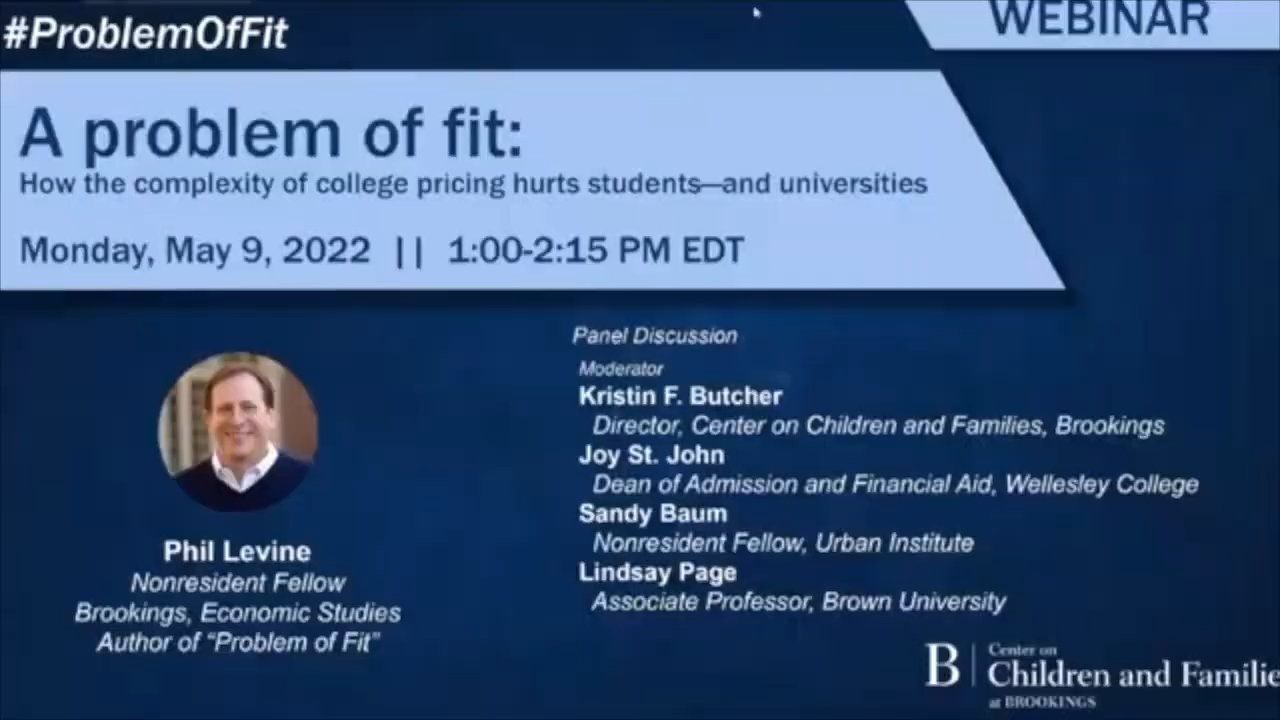 #ProblemOfFit
WEBINAR
A problem of fit:
How the complexity of college pricing hurts students—and universities
Monday, May 9, 2022 || 1:00-2:15 PM EDT
Phil Levine
Nonresident Fellow
Brookings, Economic Studies
Author of "Problem of Fit"
Panel Discussion
Moderator
Kristin F. Butcher
Director, Center on Children and Families, Brookings
Joy St. John
Dean of Admission and Financial Aid, Wellesley College
Sandy Baum
Nonresident Fellow, Urban Institute
Lindsay Page
Associate Professor, Brown University
B
Center on
Children and Familie
at BROOKINGS